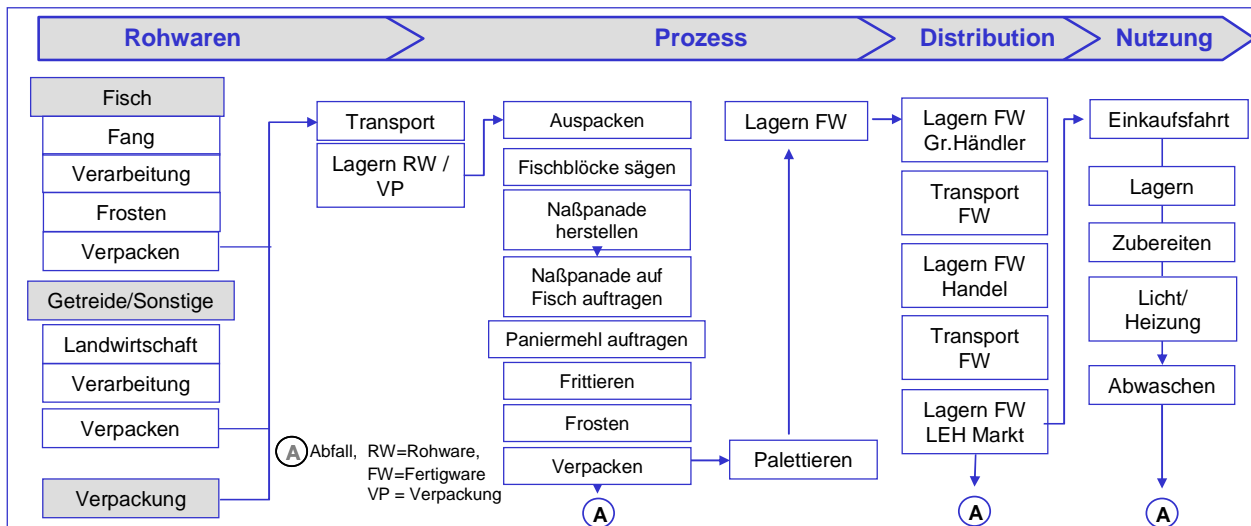 Rohwaren
Prozess
Distribution
Nutzung
Fisch
Fang
Verarbeitung
Frosten
Verpacken
Getreide/Sonstige
Landwirtschaft
Verarbeitung
Verpacken
Verpackung
Transport
Lagern RW /
VP
A Abfall, RW=Rohware,
FW=Fertigware
VP = Verpackung
Auspacken
Fischblöcke sägen
Naßpanade
herstellen
Naßpanade auf
Fisch auftragen
Paniermehl auftragen
Frittieren
Frosten
Verpacken
A
Lagern FW
Palettieren
Lagern FW
Gr.Händler
Transport
FW
Lagern FW
Handel
Transport
FW
Lagern FW
LEH Markt
A
Einkaufsfahrt
Lagern
Zubereiten
Licht/
Heizung
Abwaschen
A